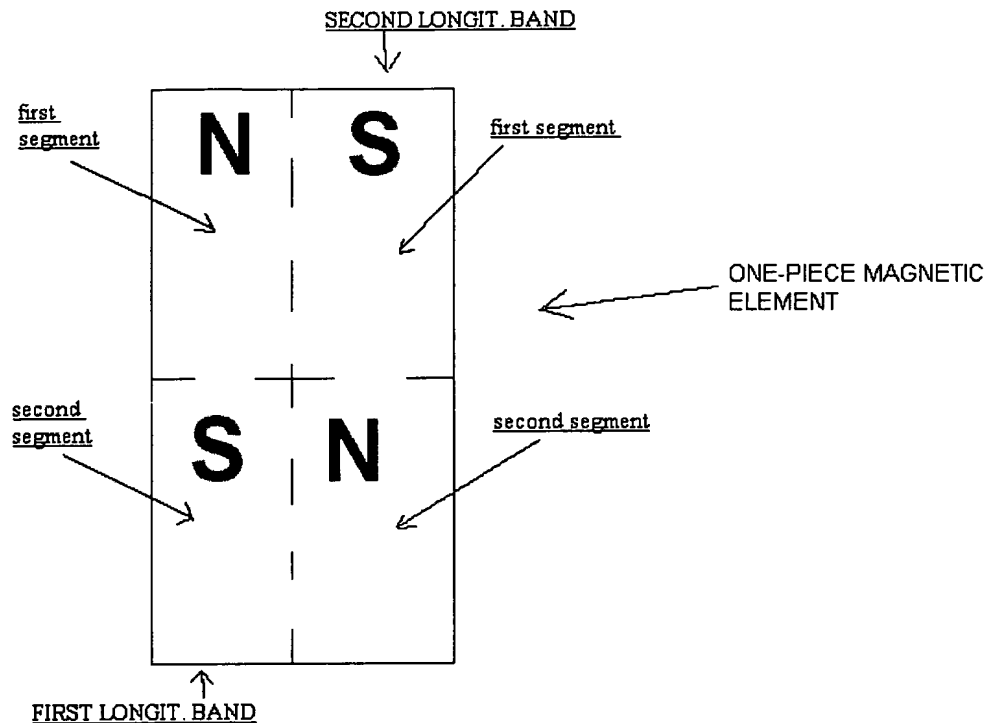 SECOND LONGIT. BAND
first
segment
N S
first segment
ONE-PIECE MAGNETIC
ELEMENT
second
segment
S N
second segment
FIRST LONGIT. BAND